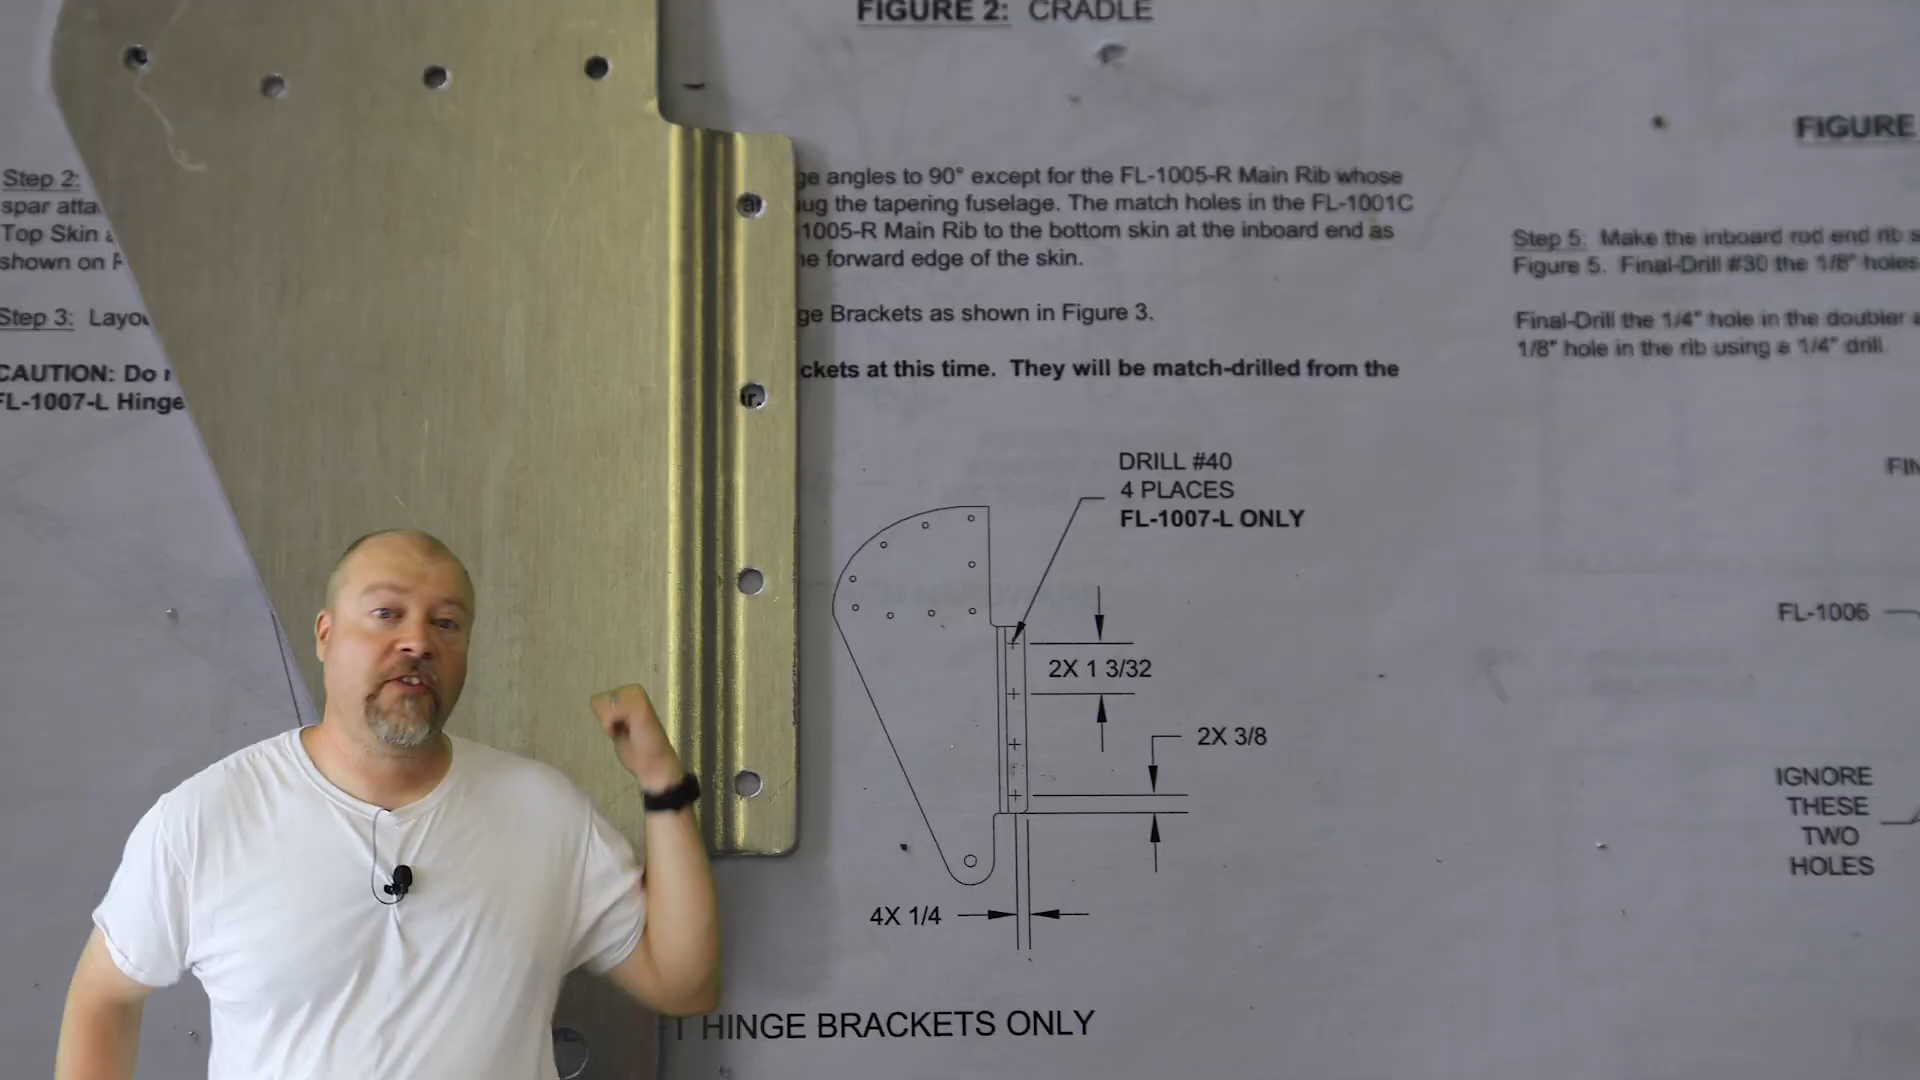 FIGURE 2: CRADLE
FIGURE
Step 2:
spar atta
Top Skin
shown on F
ge angles to 90° except for the FL-1005-R Main Rib whose
ug the tapering fuselage. The match holes in the FL-1001C
1005-R Main Rib to the bottom skin at the inboard end as
e forward edge of the skin.
Step 3: Layou
ge Brackets as shown in Figure 3.
CAUTION: Do
ckets at this time. They will be match-drilled from the
FL-1007-L Hinge
r.
Step 5: Make the inboard rod end rib s
Figure 5. Final-Drill #30 the 1/8" holes
Final-Drill the 1/4" hole in the doubler a
1/8" hole in the rib using a 1/4" drill.
DRILL #40
4 PLACES
FL-1007-L ONLY
2X 1 3/32
2X 3/8
4X 1/4
T HINGE BRACKETS ONLY
FIN
FL-1006
IGNORE
THESE
TWO
HOLES